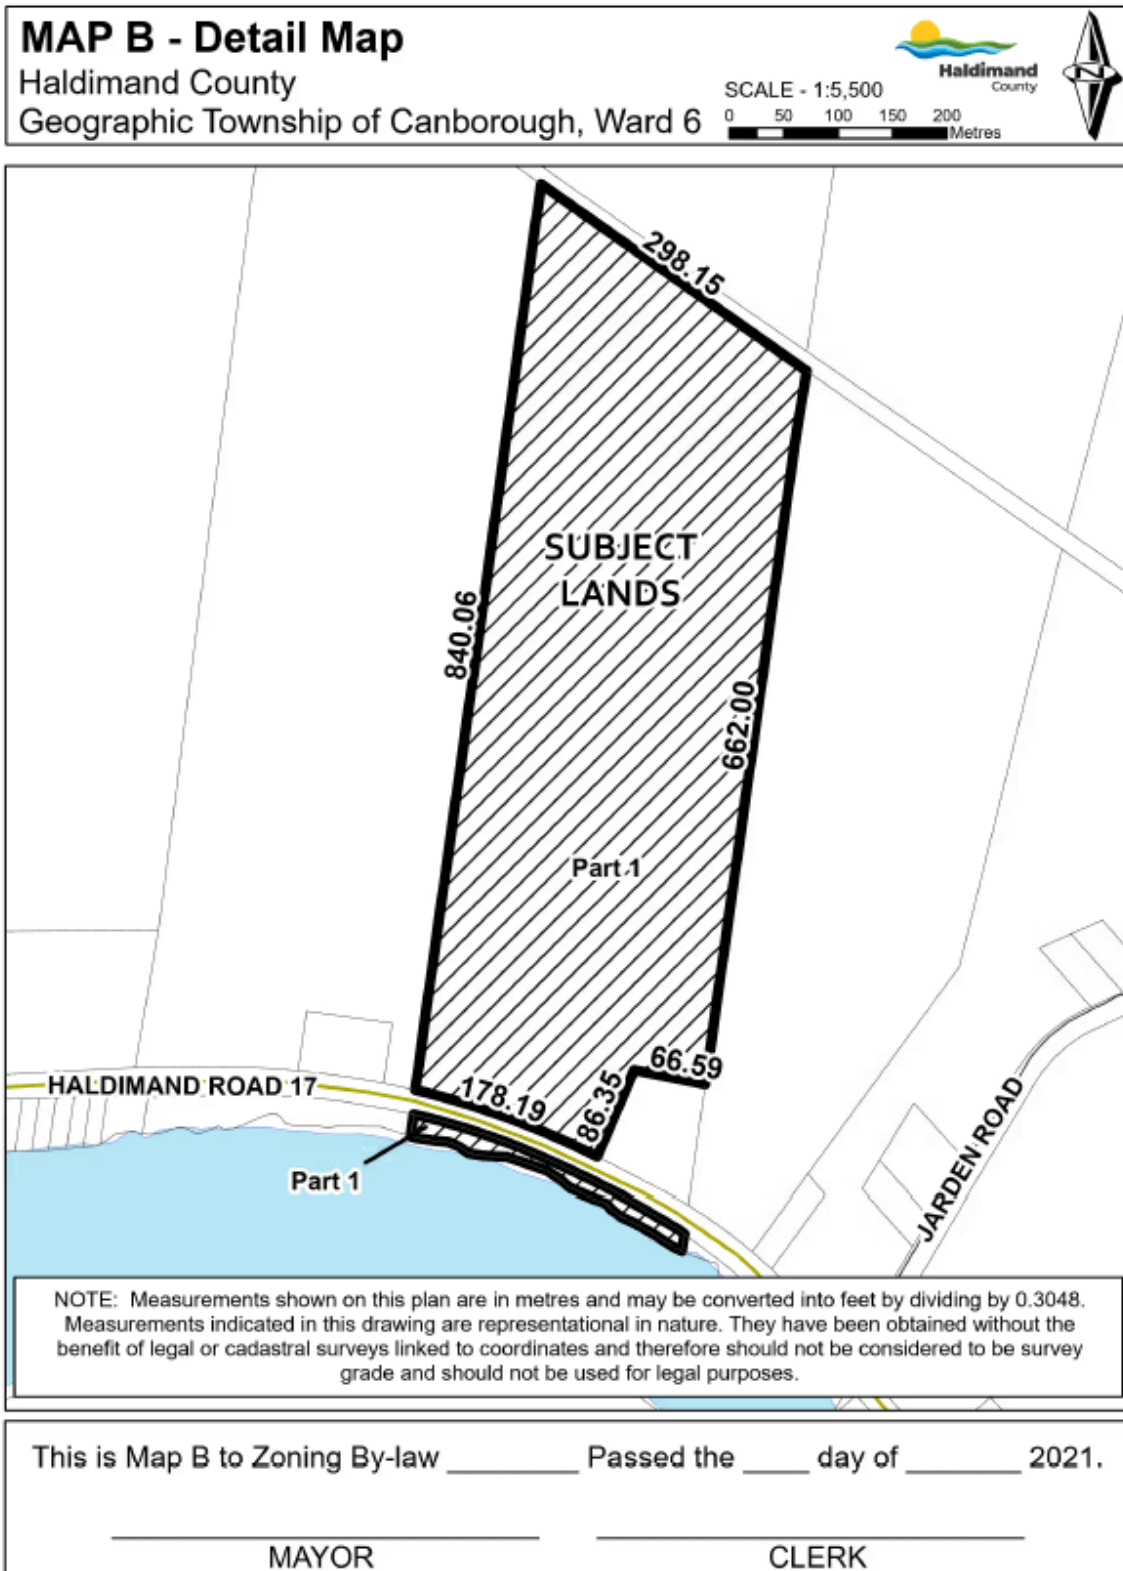 MAP B - Detail Map
Haldimand County
Geographic Township of Canborough, Ward 6
SCALE - 1:5,500
0 50 100 150 200
Metres
Haldimand
County
N
298.15
SUBJECT
LANDS
840.06
662.00
Part 1
66.59
86.35
178.19
HALDIMAND ROAD 17
Part 1
JARDEN ROAD
NOTE: Measurements shown on this plan are in metres and may be converted into feet by dividing by 0.3048.
Measurements indicated in this drawing are representational in nature. They have been obtained without the
benefit of legal or cadastral surveys linked to coordinates and therefore should not be considered to be survey
grade and should not be used for legal purposes.
This is Map B to Zoning By-law ________ Passed the ____ day of _______ 2021.
MAYOR
CLERK